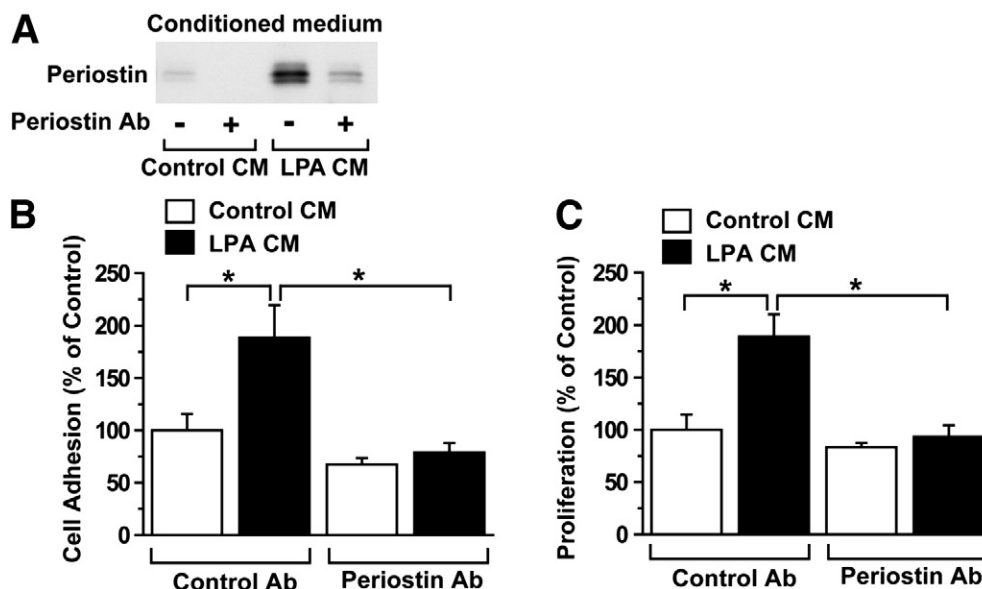 A
Conditioned medium
Periostin
Periostin Ab - + - +
Control CM LPA CM
B
Control CM
LPA CM
Cell Adhesion (% of Control)
250
200
150
100
50
0
* *
Control Ab Periostin Ab
C
Control CM
LPA CM
Proliferation (% of Control)
250
200
150
100
50
0
* *
Control Ab Periostin Ab